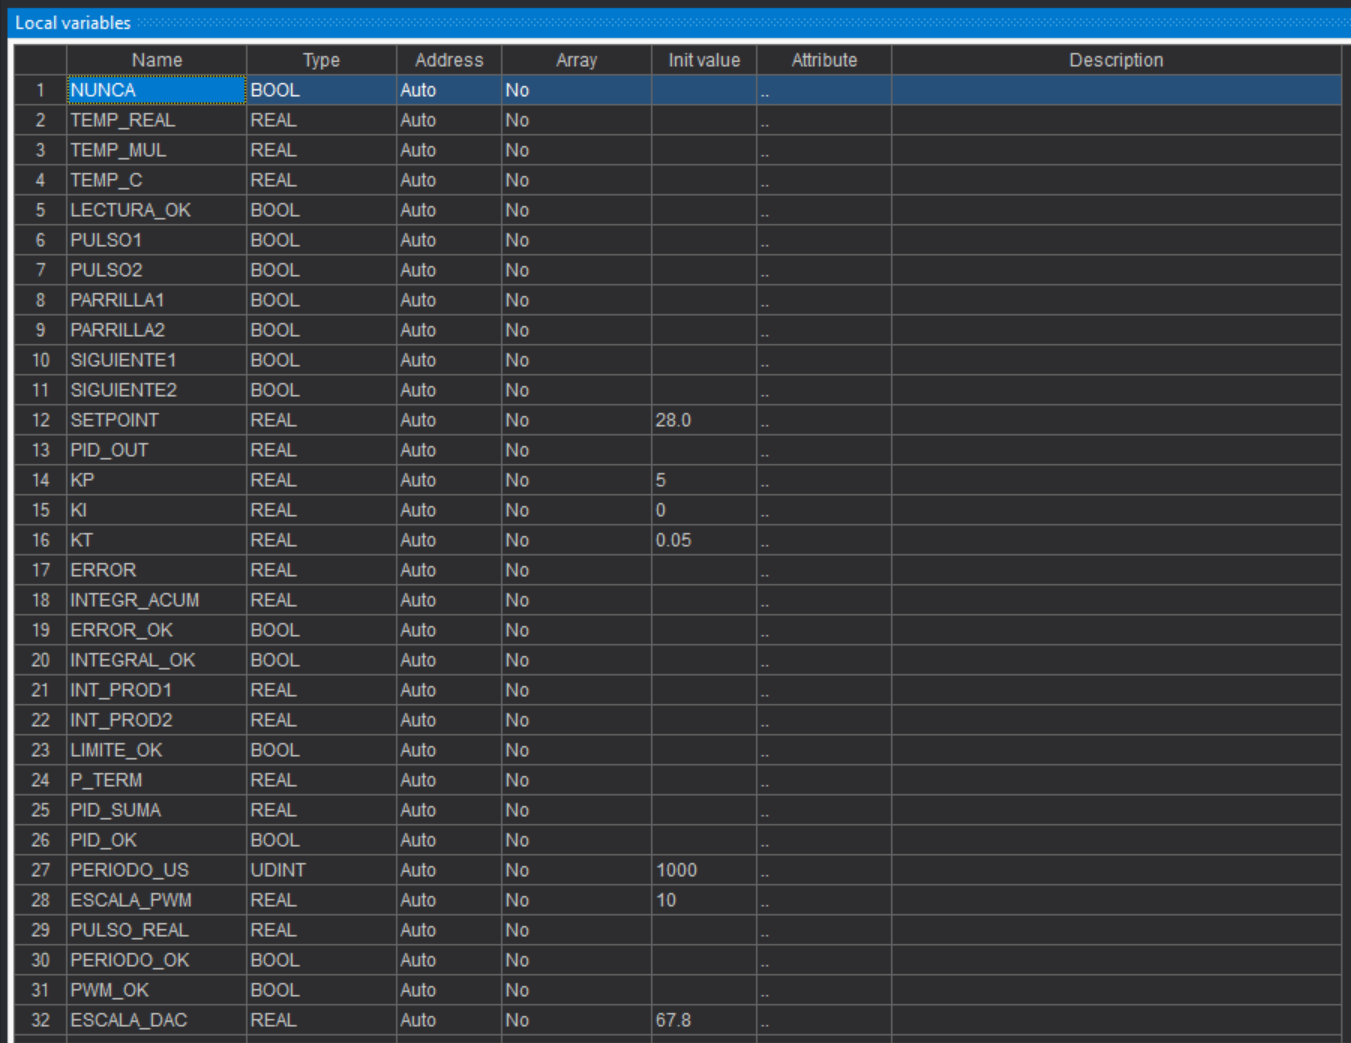 Local variables
Name Type Address Array Init value Attribute Description
1 NUNCA BOOL Auto No ..
2 TEMP_REAL REAL Auto No ..
3 TEMP_MUL REAL Auto No ..
4 TEMP_C REAL Auto No ..
5 LECTURA_OK BOOL Auto No ..
6 PULSO1 BOOL Auto No ..
7 PULSO2 BOOL Auto No ..
8 PARRILLA1 BOOL Auto No ..
9 PARRILLA2 BOOL Auto No ..
10 SIGUIENTE1 BOOL Auto No ..
11 SIGUIENTE2 BOOL Auto No ..
12 SETPOINT REAL Auto No 28.0 ..
13 PID_OUT REAL Auto No ..
14 KP REAL Auto No 5 ..
15 KI REAL Auto No 0 ..
16 KT REAL Auto No 0.05 ..
17 ERROR REAL Auto No ..
18 INTEGR_ACUM REAL Auto No ..
19 ERROR_OK BOOL Auto No ..
20 INTEGRAL_OK BOOL Auto No ..
21 INT_PROD1 REAL Auto No ..
22 INT_PROD2 REAL Auto No ..
23 LIMITE_OK BOOL Auto No ..
24 P_TERM REAL Auto No ..
25 PID_SUMA REAL Auto No ..
26 PID_OK BOOL Auto No ..
27 PERIODO_US UDINT Auto No 1000 ..
28 ESCALA_PWM REAL Auto No 10 ..
29 PULSO_REAL REAL Auto No ..
30 PERIODO_OK BOOL Auto No ..
31 PWM_OK BOOL Auto No ..
32 ESCALA_DAC REAL Auto No 67.8 ..